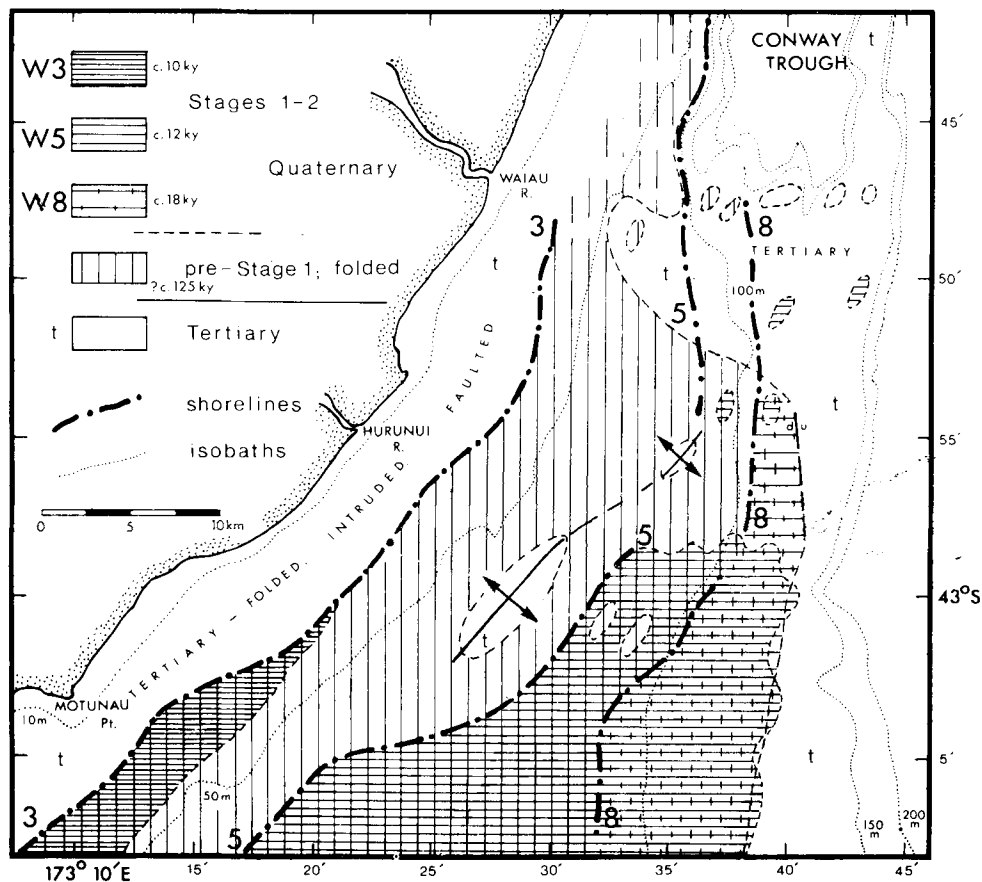 W3
c.10 ky
Stages 1-2
W5
c.12 ky
Quaternary
W8
c.18 ky
pre-Stage 1; folded
?c.125 ky
t
Tertiary
shorelines
isobaths
0 5 10 km
CONWAY
TROUGH
t
WAIAU
R.
HURUNUI
R.
MOTUNAU
Pt.
TERTIARY - FOLDED. INTRUDED FAULTED
t
3
8
TERTIARY
t
100m
5
t
d u
8
5
t
10m
t
50m
t
3
5
8
150
m
200
m
45'
50'
55'
43°S
5'
173° 10'E
15'
20'
25'
30'
35'
40'
45'